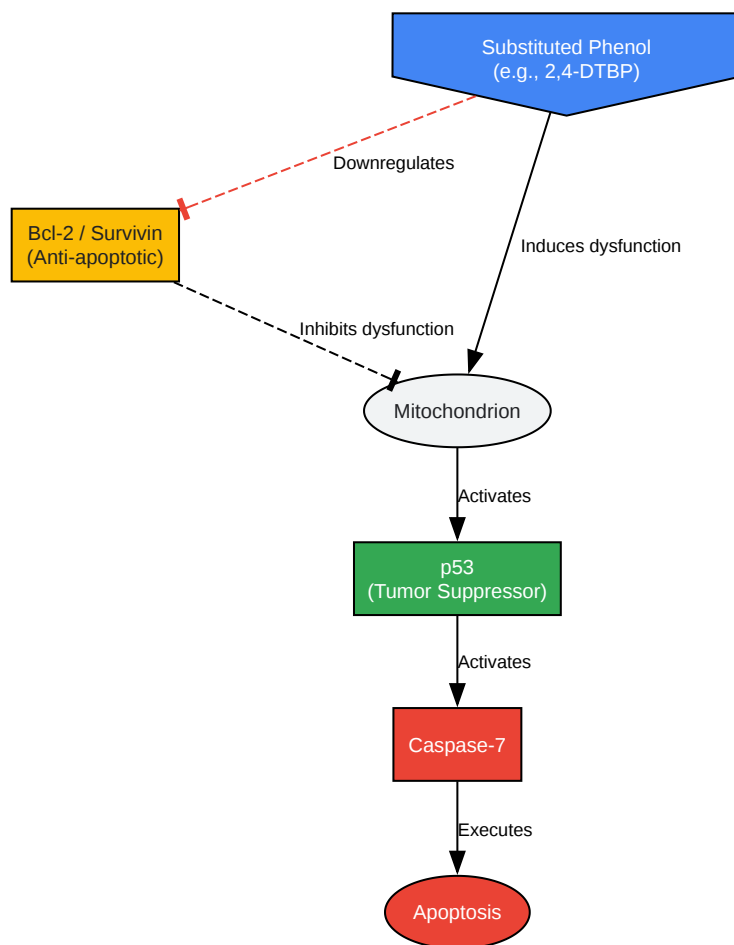 Substituted Phenol
(e.g., 2,4-DTBP)
Downregulates
Bcl-2 / Survivin
(Anti-apoptotic)
Induces dysfunction
Inhibits dysfunction
Mitochondrion
Activates
p53
(Tumor Suppressor)
Activates
Caspase-7
Executes
Apoptosis